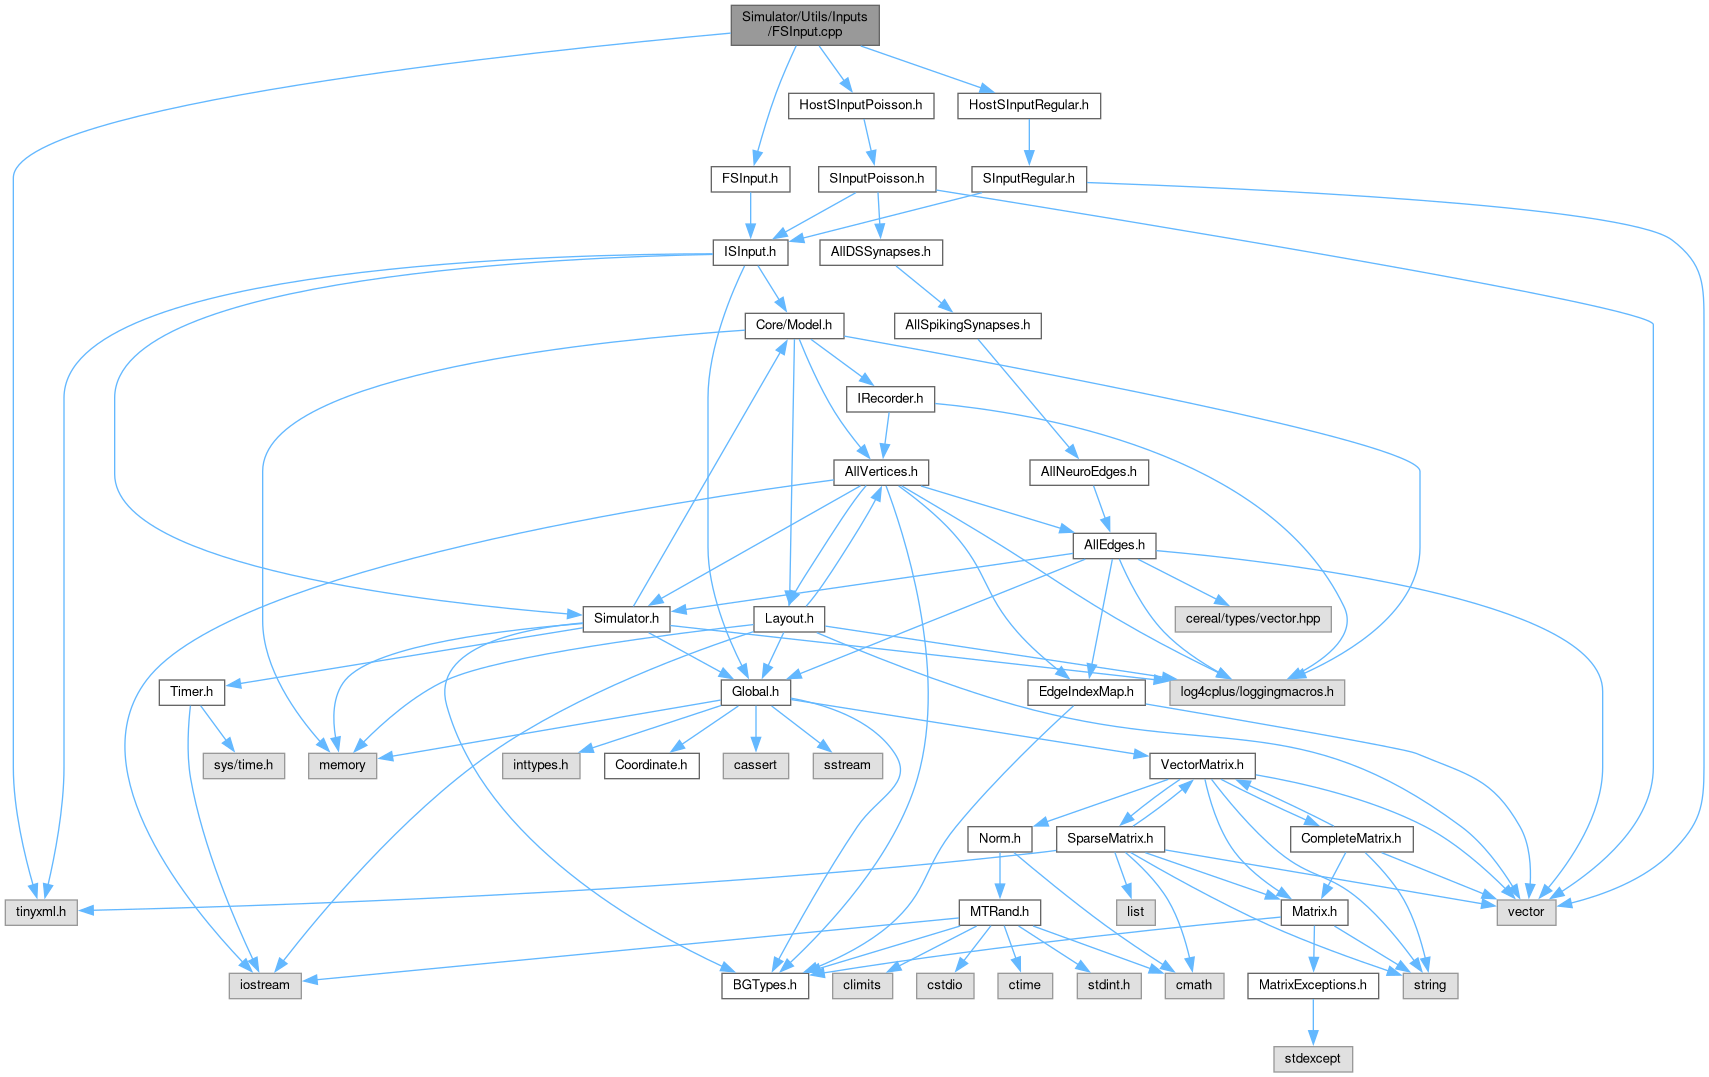 Simulator/Utils/Inputs
/FSInput.cpp
HostSInputPoisson.h
HostSInputRegular.h
FSInput.h
SInputPoisson.h
SInputRegular.h
ISInput.h
AllDSSynapses.h
Core/Model.h
AllSpikingSynapses.h
IRecorder.h
AllVertices.h
AllNeuroEdges.h
AllEdges.h
Simulator.h
Layout.h
cereal/types/vector.hpp
Timer.h
Global.h
EdgeIndexMap.h
log4cplus/loggingmacros.h
sys/time.h
memory
inttypes.h
Coordinate.h
cassert
sstream
VectorMatrix.h
Norm.h
SparseMatrix.h
CompleteMatrix.h
tinyxml.h
MTRand.h
list
Matrix.h
vector
iostream
BGTypes.h
climits
cstdio
ctime
stdint.h
cmath
MatrixExceptions.h
string
stdexcept